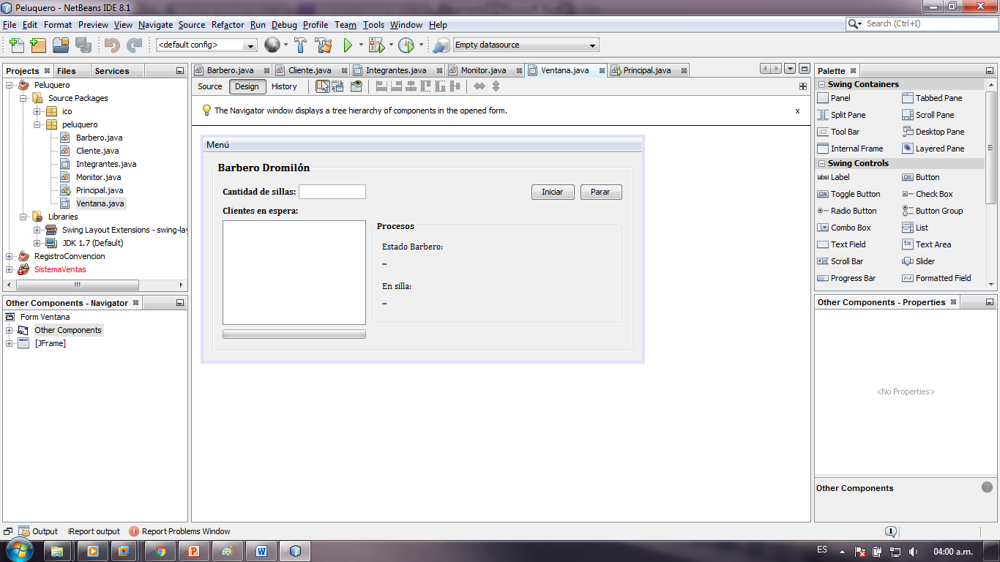 Peluquero - NetBeans IDE 8.1
File Edit Format Preview View Navigate Source Refactor Run Debug Profile Team Tools Window Help
Search (Ctrl+I)
<default config>
Empty datasource
Projects Files Services
Peluquero
Source Packages
ico
peluquero
Barbero.java
Cliente.java
Integrantes.java
Monitor.java
Principal.java
Ventana.java
Libraries
Swing Layout Extensions - swing-lay
JDK 1.7 (Default)
RegistroConvencion
SistemaVentas
Other Components - Navigator
Form Ventana
Other Components
[JFrame]
Barbero.java Cliente.java Integrantes.java Monitor.java Ventana.java Principal.java
Source Design History
The Navigator window displays a tree hierarchy of components in the opened form.
x
Menú
Barbero Dromilón
Cantidad de sillas: Iniciar Parar
Clientes en espera:
Procesos
Estado Barbero:
...
En silla:
...
Palette
Swing Containers
Panel Tabbed Pane
Split Pane Scroll Pane
Tool Bar Desktop Pane
Internal Frame Layered Pane
Swing Controls
label Label OK Button
ON Toggle Button Check Box
Radio Button Button Group
Combo Box List
Text Field Text Area
Scroll Bar Slider
Progress Bar Formatted Field
Other Components - Properties
<No Properties>
Other Components
?
Output iReport output Report Problems Window
1
ES 04:00 a.m.